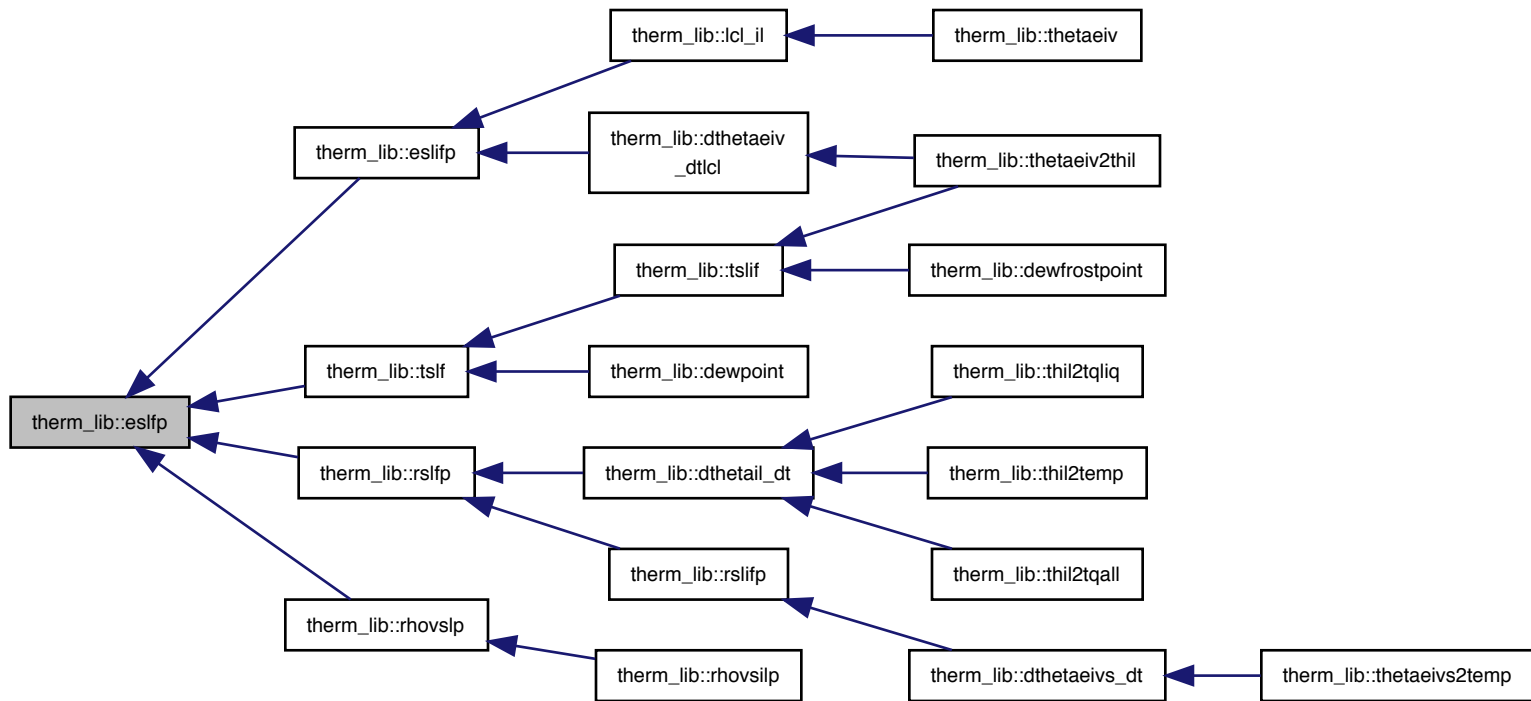 therm_lib::lcl_il
therm_lib::thetaeiv
therm_lib::eslifp
therm_lib::dthetaeiv
_dtlcl
therm_lib::thetaeiv2thil
therm_lib::tslif
therm_lib::dewfrostpoint
therm_lib::tslf
therm_lib::dewpoint
therm_lib::thil2tqliq
therm_lib::eslfp
therm_lib::rslfp
therm_lib::dthetail_dt
therm_lib::thil2temp
therm_lib::rslifp
therm_lib::thil2tqall
therm_lib::rhovslp
therm_lib::rhovsilp
therm_lib::dthetaeivs_dt
therm_lib::thetaeivs2temp